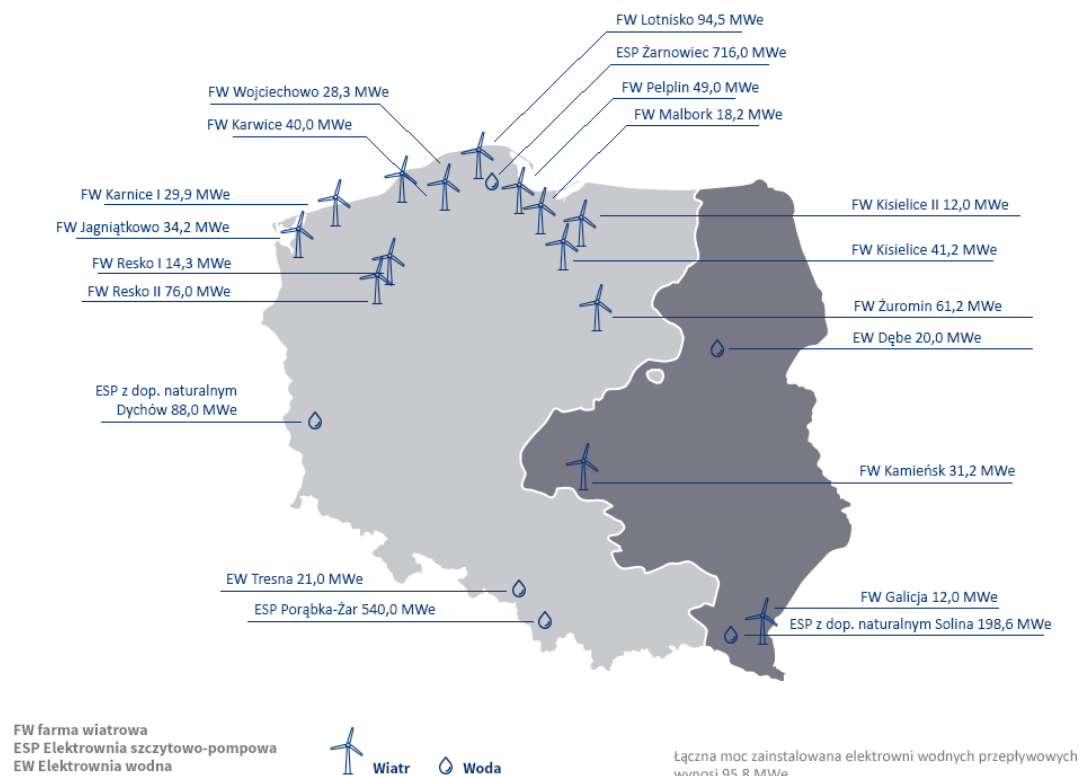 FW Lotnisko 94,5 MWe
ESP Żarnowiec 716,0 MWe
FW Pelplin 49,0 MWe
FW Malbork 18,2 MWe
FW Wojciechowo 28,3 MWe
FW Karwice 40,0 MWe
FW Karnice I 29,9 MWe
FW Jagniątkowo 34,2 MWe
FW Resko I 14,3 MWe
FW Resko II 76,0 MWe
FW Kisielice II 12,0 MWe
FW Kisielice 41,2 MWe
FW Żuromin 61,2 MWe
EW Dębe 20,0 MWe
ESP z dop. naturalnym
Dychów 88,0 MWe
FW Kamieńsk 31,2 MWe
EW Tresna 21,0 MWe
ESP Porąbka-Żar 540,0 MWe
FW Galicja 12,0 MWe
ESP z dop. naturalnym Solina 198,6 MWe
FW farma wiatrowa
ESP Elektrownia szczytowo-pompowa
EW Elektrownia wodna
Wiatr
Woda
Łączna moc zainstalowana elektrowni wodnych przepływowych
wynosi 95,8 MWe